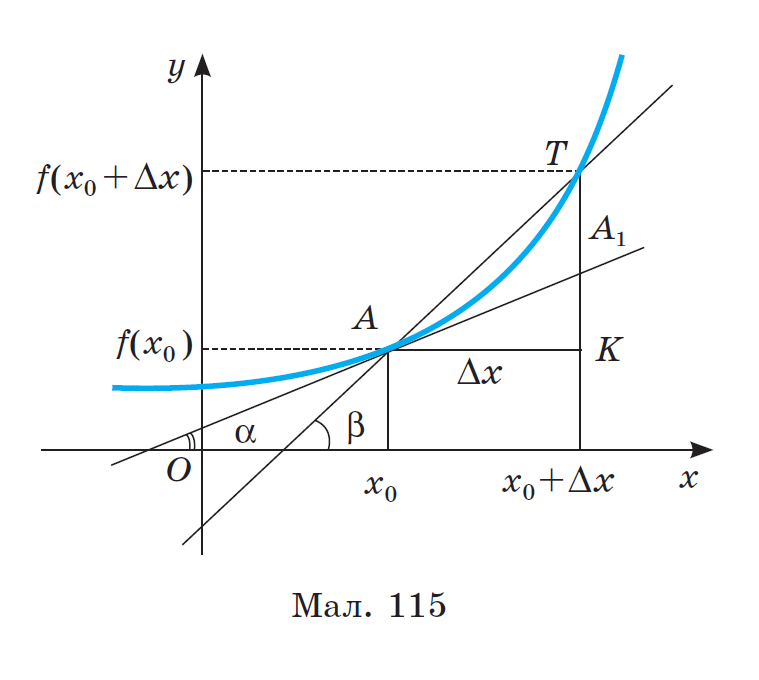 y
T
f(x₀ + Δx)
A₁
A
f(x₀)
K
Δx
α
β
O
x₀
x₀ + Δx
x
Мал. 115